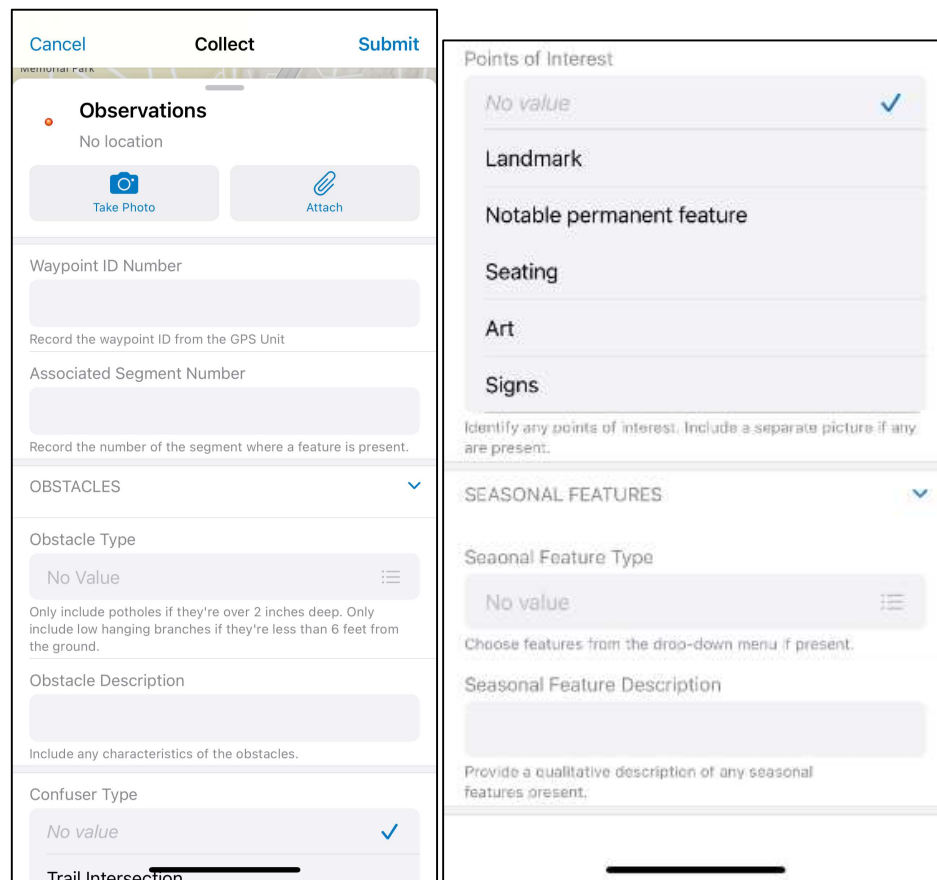 Cancel
Collect
Submit
Memorial Park
Observations
No location
Take Photo
Attach
Waypoint ID Number
Record the waypoint ID from the GPS Unit
Associated Segment Number
Record the number of the segment where a feature is present.
OBSTACLES
Obstacle Type
No Value
Only include potholes if they're over 2 inches deep. Only
include low hanging branches if they're less than 6 feet from
the ground.
Obstacle Description
Include any characteristics of the obstacles.
Confuser Type
No value
Trail Intersection
Points of Interest
No value
Landmark
Notable permanent feature
Seating
Art
Signs
Identify any points of interest. Include a separate picture if any
are present.
SEASONAL FEATURES
Seaonal Feature Type
No value
Choose features from the drop-down menu if present.
Seasonal Feature Description
Provide a qualitative description of any seasonal
features present.